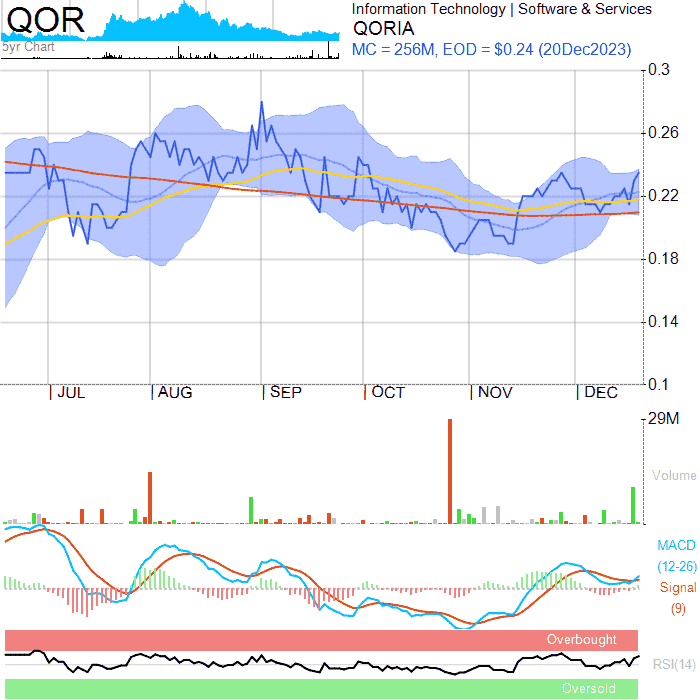 QOR
5yr Chart
Information Technology | Software & Services
QORIA
MC = 256M, EOD = $0.24 (20Dec2023)
0.3
0.26
0.22
0.18
0.14
0.1
JUL
AUG
SEP
OCT
NOV
DEC
29M
Volume
MACD
(12-26)
Signal
(9)
Overbought
RSI(14)
Oversold